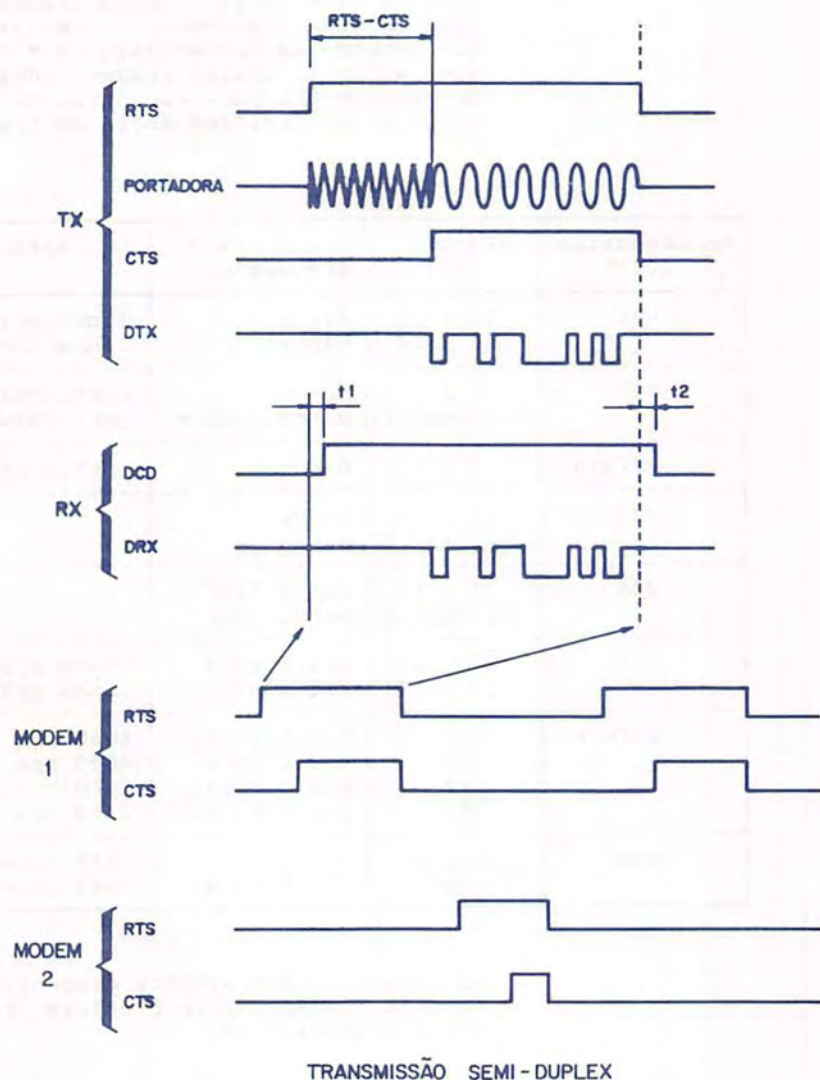 RTS-CTS
RTS
PORTADORA
TX
CTS
DTX
t1
t2
DCD
RX
DRX
RTS
MODEM
1
CTS
RTS
MODEM
2
CTS
TRANSMISSÃO SEMI-DUPLEX